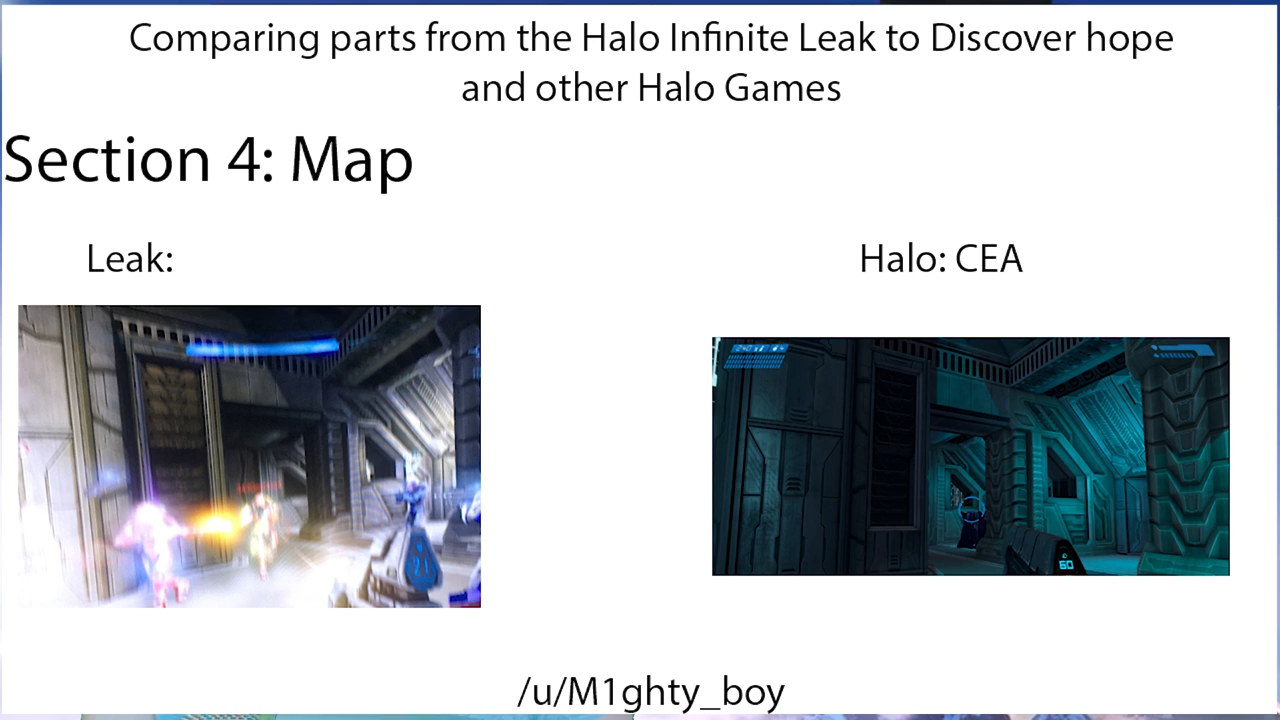 Comparing parts from the Halo Infinite Leak to Discover hope
and other Halo Games
Section 4: Map
Leak:
Halo: CEA
60
/u/M1ghty_boy